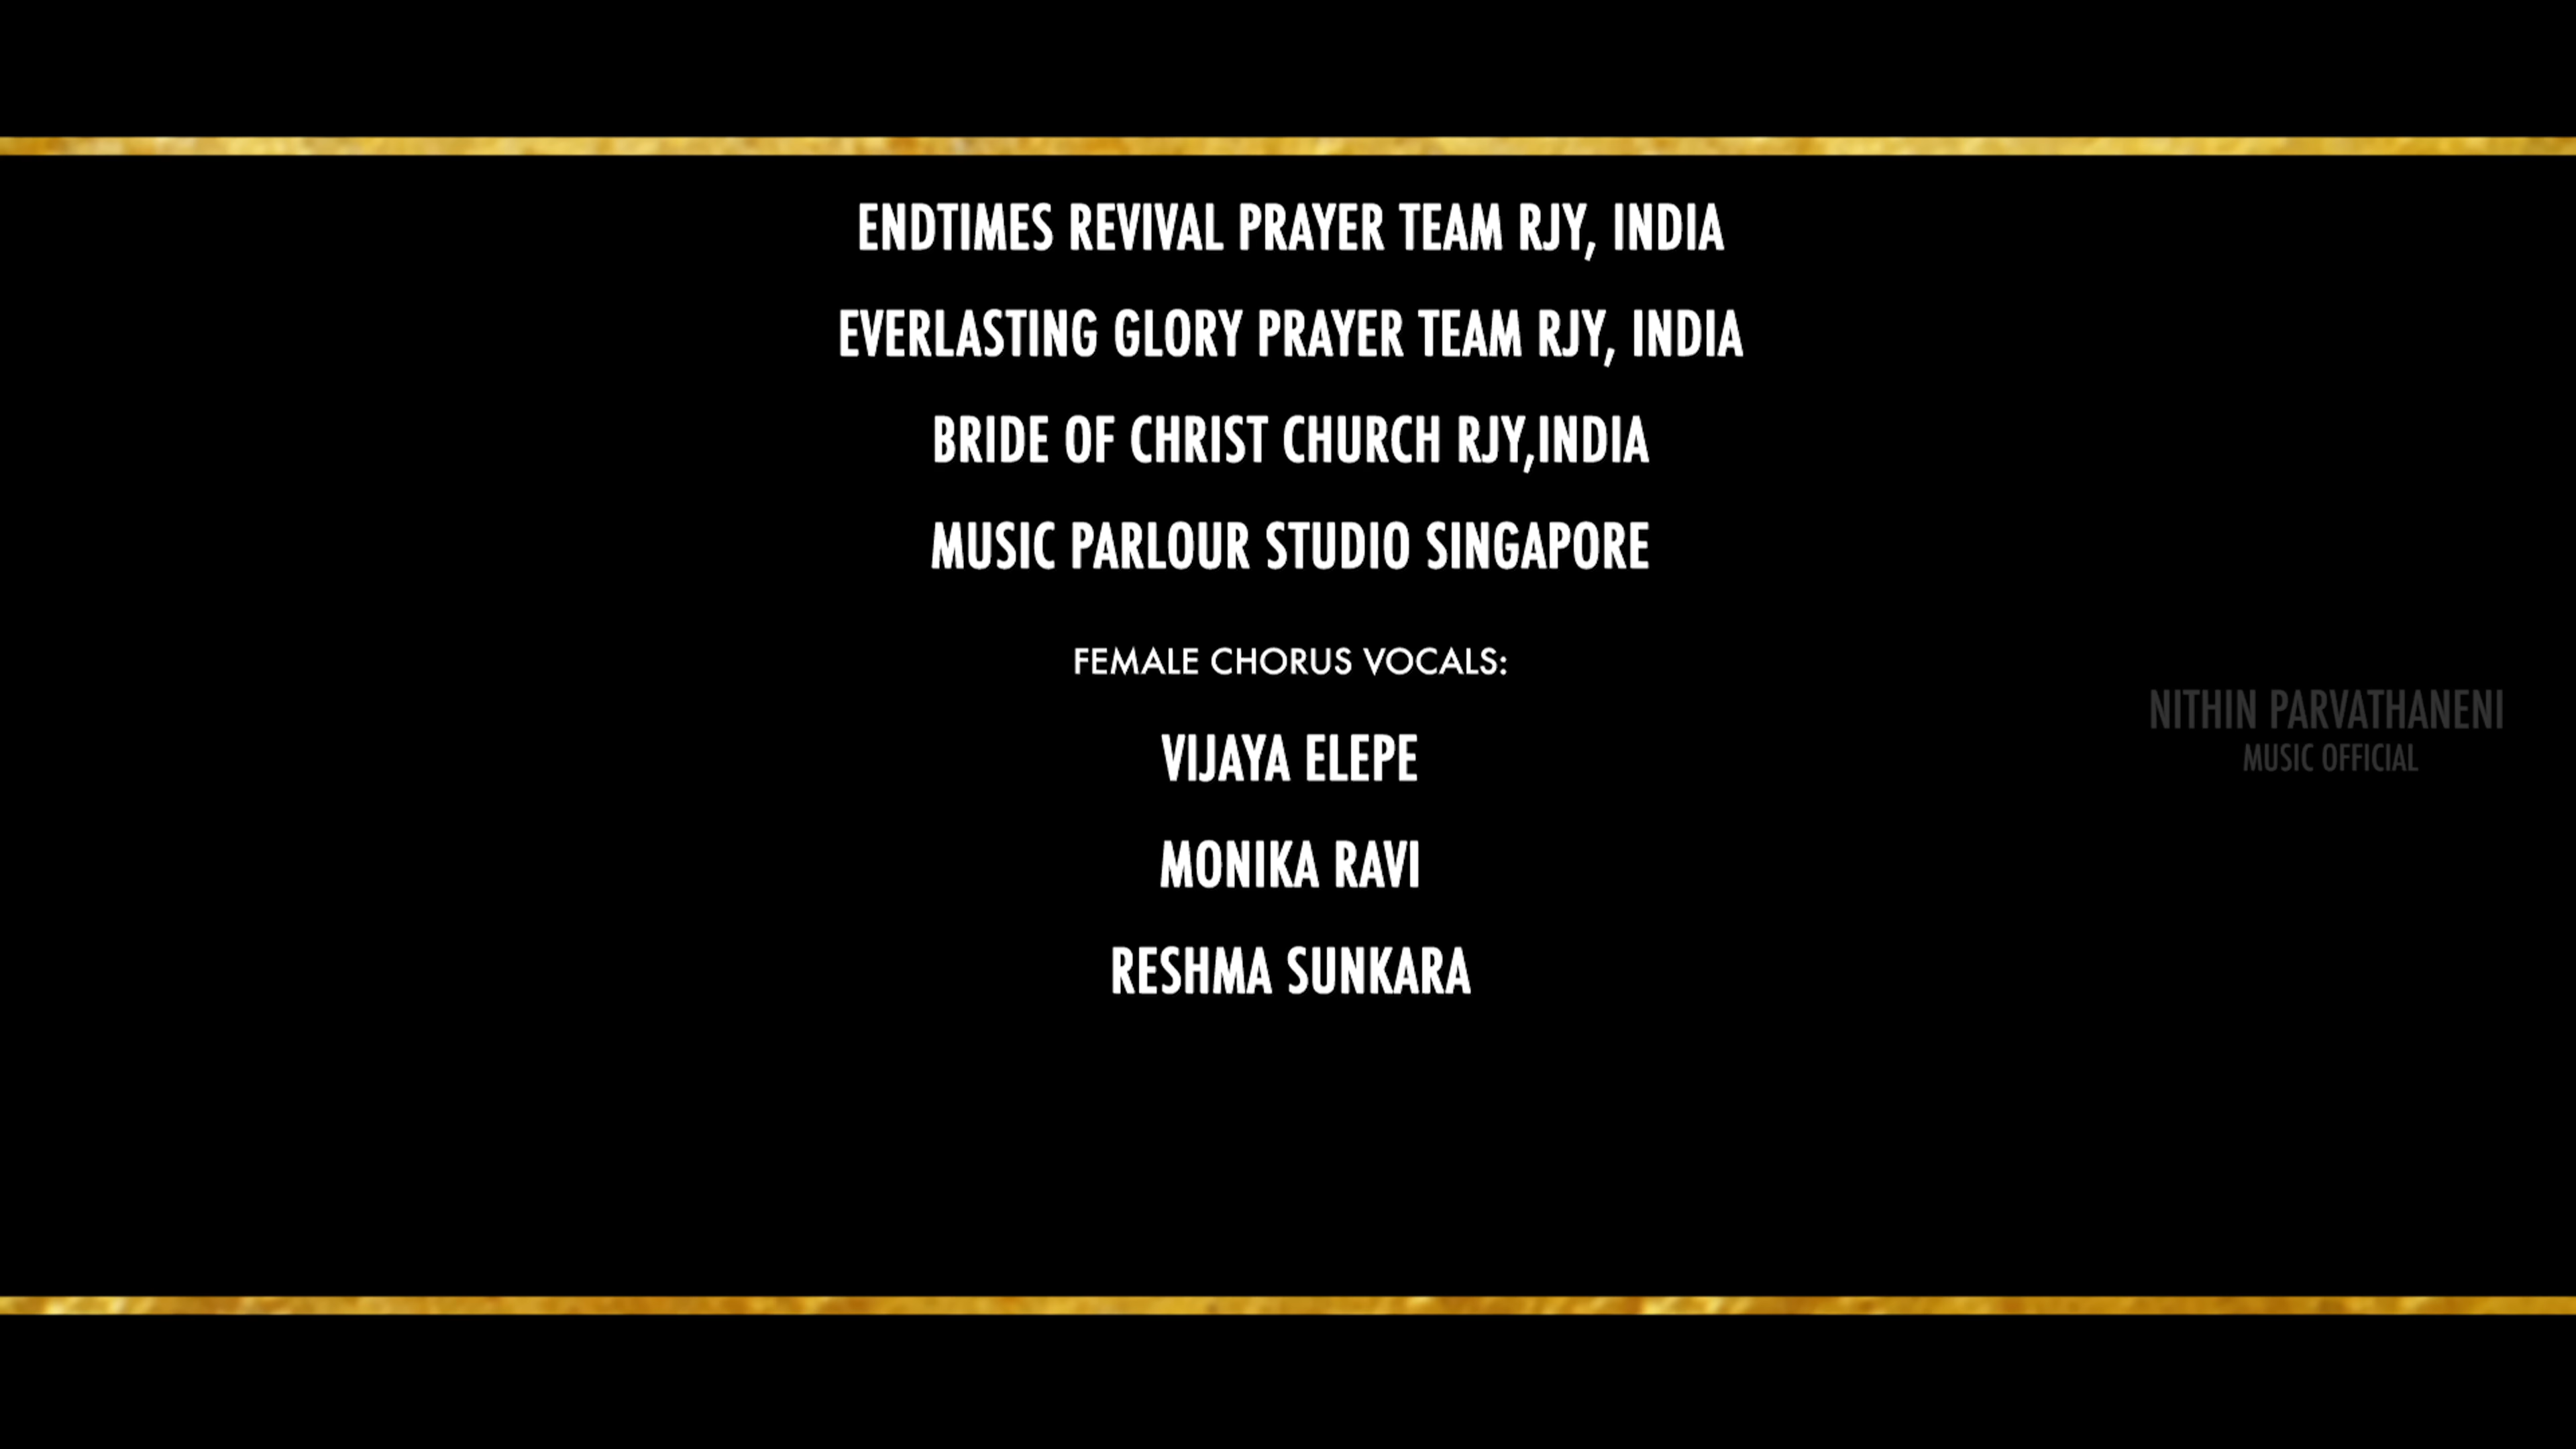 ENDTIMES REVIVAL PRAYER TEAM RJY, INDIA
EVERLASTING GLORY PRAYER TEAM RJY, INDIA
BRIDE OF CHRIST CHURCH RJY,INDIA
MUSIC PARLOUR STUDIO SINGAPORE
FEMALE CHORUS VOCALS:
VIJAYA ELEPE
MONIKA RAVI
RESHMA SUNKARA
NITHIN PARVATHANENI
MUSIC OFFICIAL